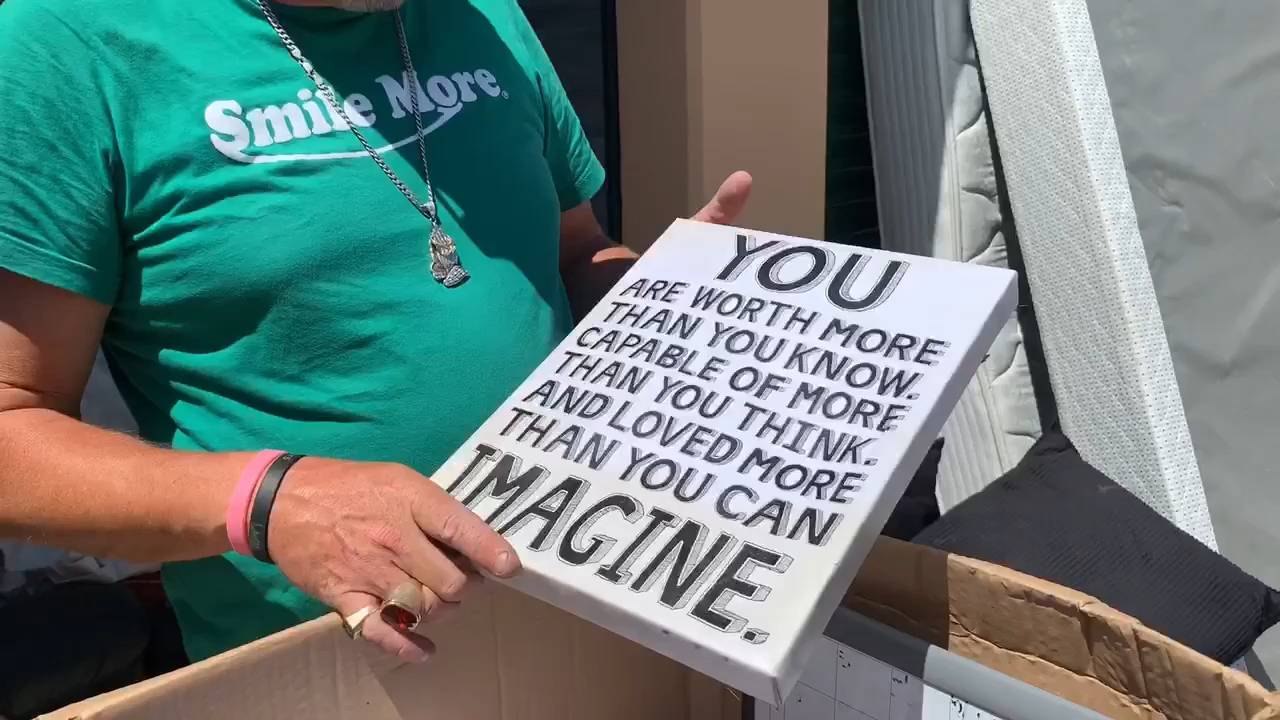 Smile More.
YOU
ARE WORTH MORE
THAN YOU KNOW.
CAPABLE OF MORE
THAN YOU THINK.
AND LOVED MORE
THAN YOU CAN
IMAGINE.